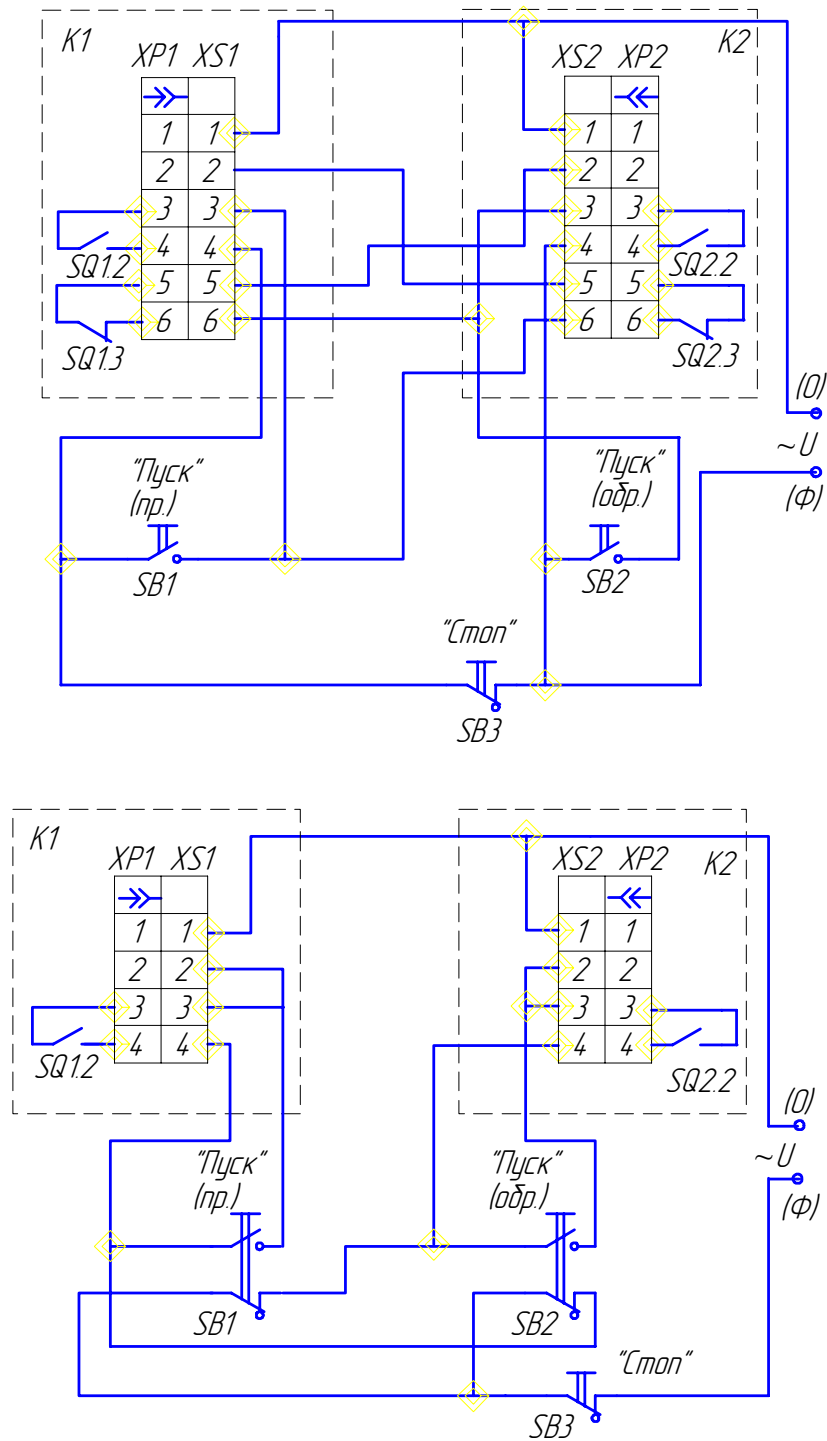 K1
XP1 XS1
XS2 XP2
K2
1 1
1 1
2 2
2 2
3 3
3 3
4 4
4 4
SQ1.2
SQ2.2
5 5
5 5
6 6
6 6
SQ1.3
SQ2.3
(0)
~U
(Ф)
"Пуск"
(пр.)
SB1
"Пуск"
(обр.)
SB2
"Стоп"
SB3
K1
XP1 XS1
XS2 XP2
K2
1 1
1 1
2 2
2 2
3 3
3 3
4 4
4 4
SQ1.2
SQ2.2
(0)
~U
(Ф)
"Пуск"
(пр.)
SB1
"Пуск"
(обр.)
SB2
"Стоп"
SB3